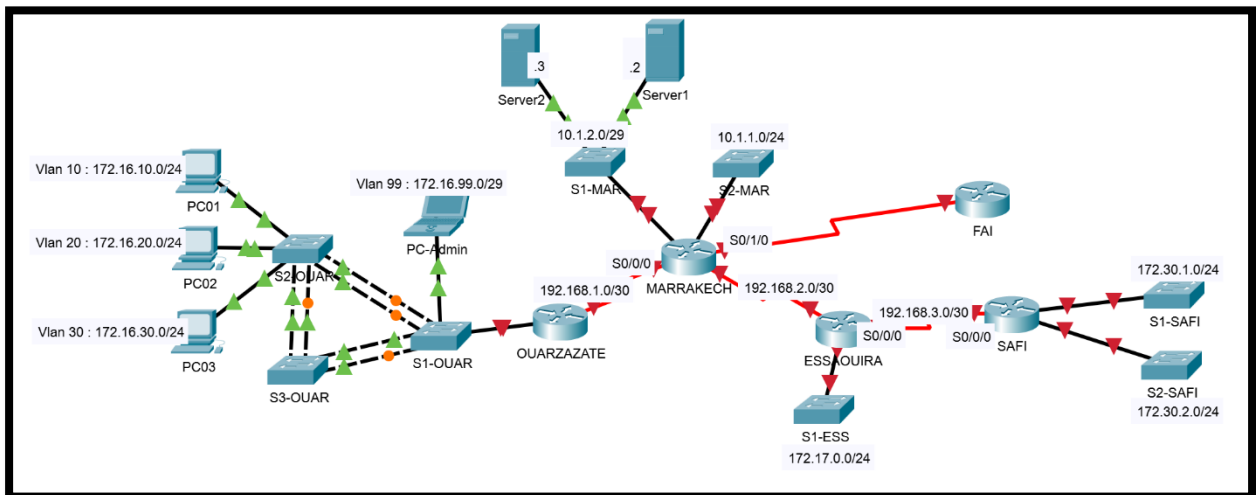 .3
.2
Server2
Server1
10.1.2.0/29
10.1.1.0/24
Vlan 10 : 172.16.10.0/24
Vlan 99 : 172.16.99.0/29
S1-MAR
S2-MAR
PC01
FAI
PC-Admin
S0/1/0
Vlan 20 : 172.16.20.0/24
S2-OUAR
S0/0/0
172.30.1.0/24
PC02
MARRAKECH
192.168.1.0/30
192.168.2.0/30
192.168.3.0/30
S1-SAFI
Vlan 30 : 172.16.30.0/24
S0/0/0
S0/0/0
SAFI
OUARZAZATE
ESSAOUIRA
PC03
S1-OUAR
S3-OUAR
S2-SAFI
172.30.2.0/24
S1-ESS
172.17.0.0/24